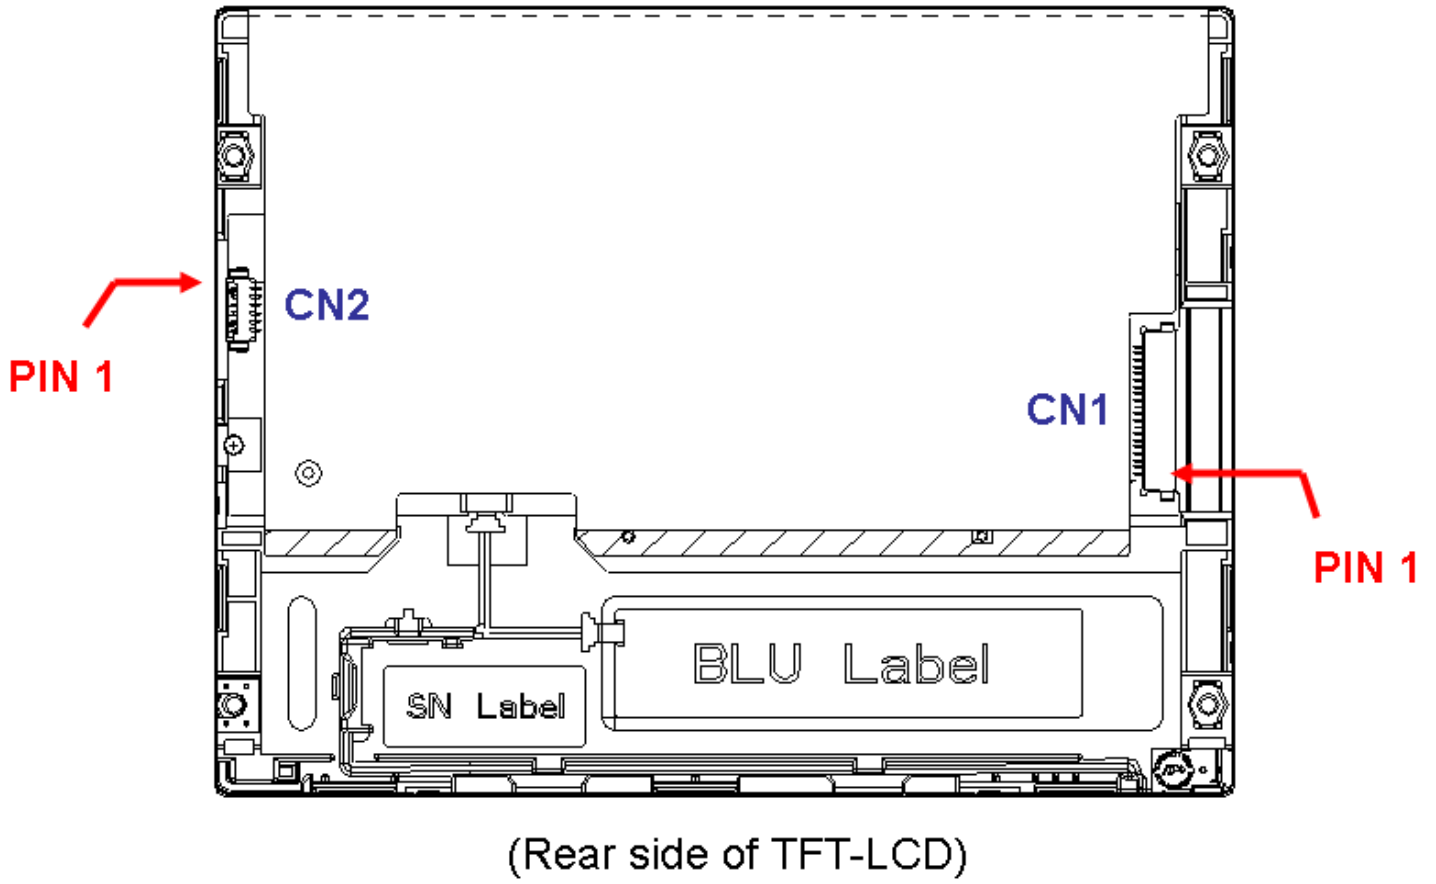 CN2
PIN 1
CN1
PIN 1
BLU Label
SN Label
(Rear side of TFT-LCD)